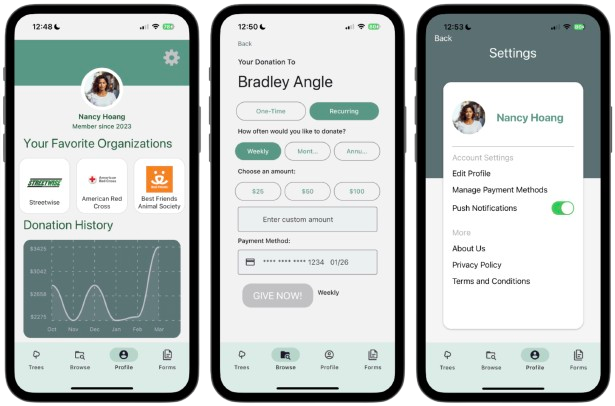 12:48
Nancy Hoang
Member since 2023
Your Favorite Organizations
STREETWISE
American Red Cross
Best Friends
Streetwise
American Red
Cross
Best Friends
Animal Society
Donation History
$4425
$3042
$2658
$2275
Oct Nov Dec Jan Feb Mar
Trees Browse Profile Forms
12:50
Back
Your Donation To
Bradley Angle
One-Time Recurring
How often would you like to donate?
Weekly Mont... Annu...
Choose an amount:
$25 $50 $100
Enter custom amount
Payment Method:
**** **** **** 1234 01/26
GIVE NOW! Weekly
Trees Browse Profile Forms
12:53
Back
Settings
Nancy Hoang
Account Settings
Edit Profile
Manage Payment Methods
Push Notifications
More
About Us
Privacy Policy
Terms and Conditions
Trees Browse Profile Forms